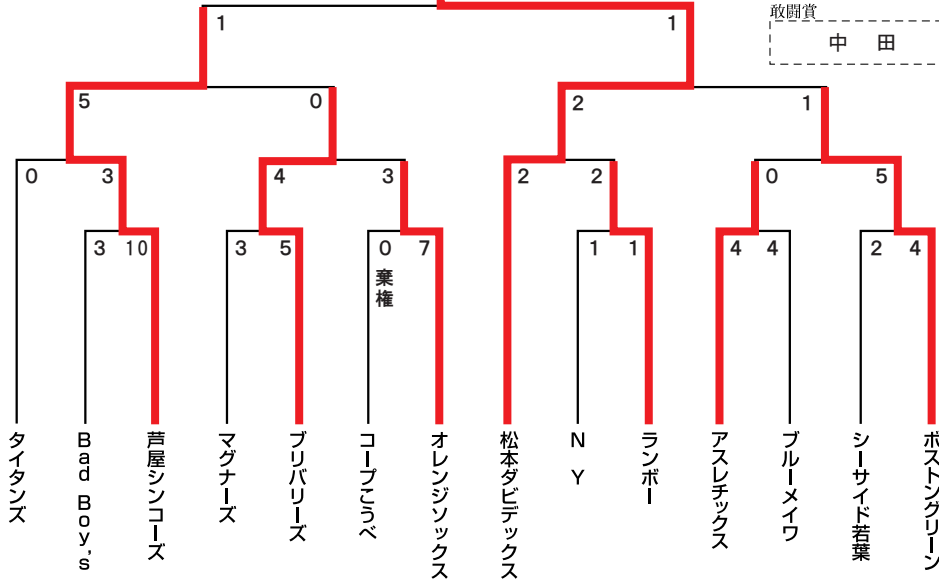 敢闘賞
1 1
中 田
5 0 2 1
0 3 4 3 2 2 0 5
3 10 3 5 0 7 1 1 4 4 2 4
棄権
タイタンズ
Bad Boy's
芦屋シンコーズ
マグナーズ
ブリバリーズ
コープこうべ
オレンジソックス
松本ダビデックス
N Y
ランボー
アスレチックス
ブルーメイワ
シーサイド若葉
ボストングリーン